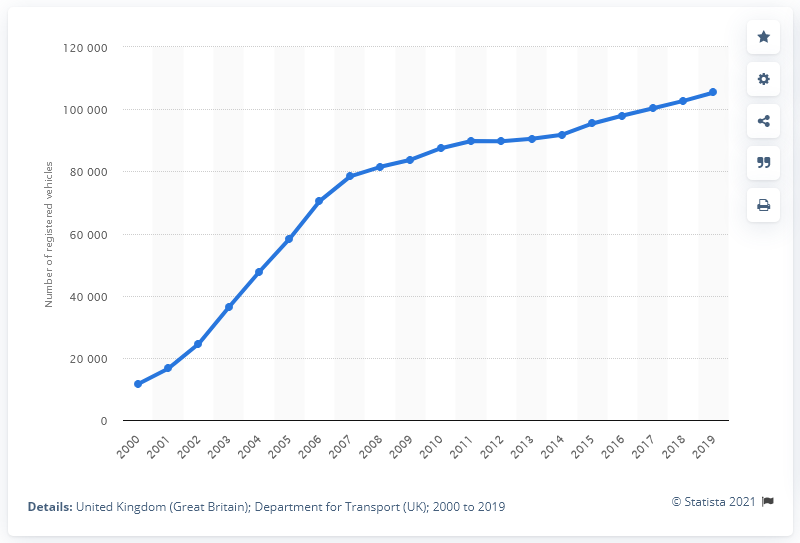 120 000
100 000
80 000
60 000
40 000
20 000
0
Number of registered vehicles
2000 2001 2002 2003 2004 2005 2006 2007 2008 2009 2010 2011 2012 2013 2014 2015 2016 2017 2018 2019
Details: United Kingdom (Great Britain); Department for Transport (UK); 2000 to 2019
© Statista 2021